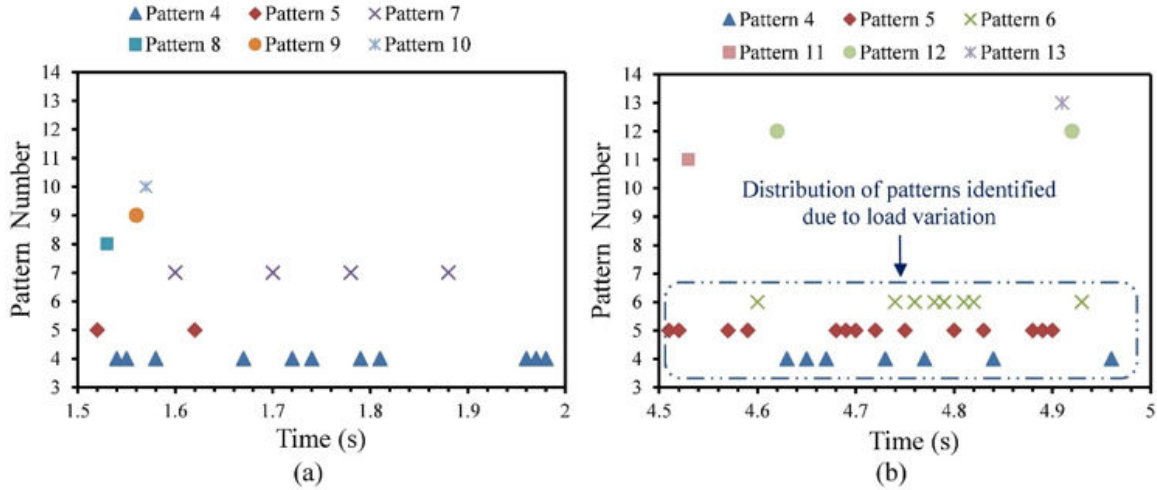 Pattern 4 Pattern 5 Pattern 7
Pattern 8 Pattern 9 Pattern 10
14
13
12
11
10
9
8
7
6
5
4
3
Pattern Number
1.5 1.6 1.7 1.8 1.9 2
Time (s)
(a)
Pattern 4 Pattern 5 Pattern 6
Pattern 11 Pattern 12 Pattern 13
14
13
12
11
10
9
8
7
6
5
4
3
Pattern Number
Distribution of patterns identified
due to load variation
4.5 4.6 4.7 4.8 4.9 5
Time (s)
(b)